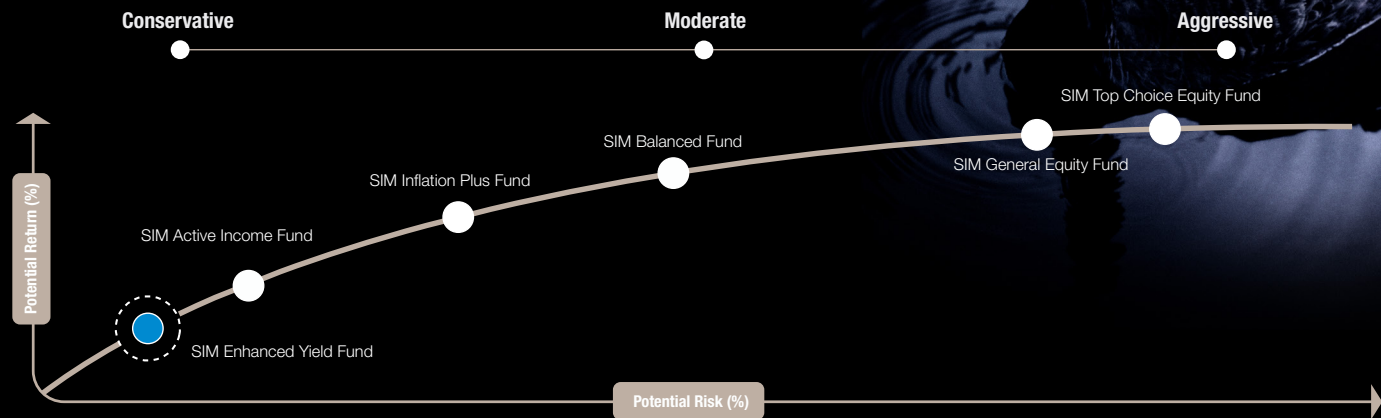 Conservative
Moderate
Aggressive
SIM Top Choice Equity Fund
SIM Balanced Fund
SIM General Equity Fund
SIM Inflation Plus Fund
SIM Active Income Fund
Potential Return (%)
SIM Enhanced Yield Fund
Potential Risk (%)